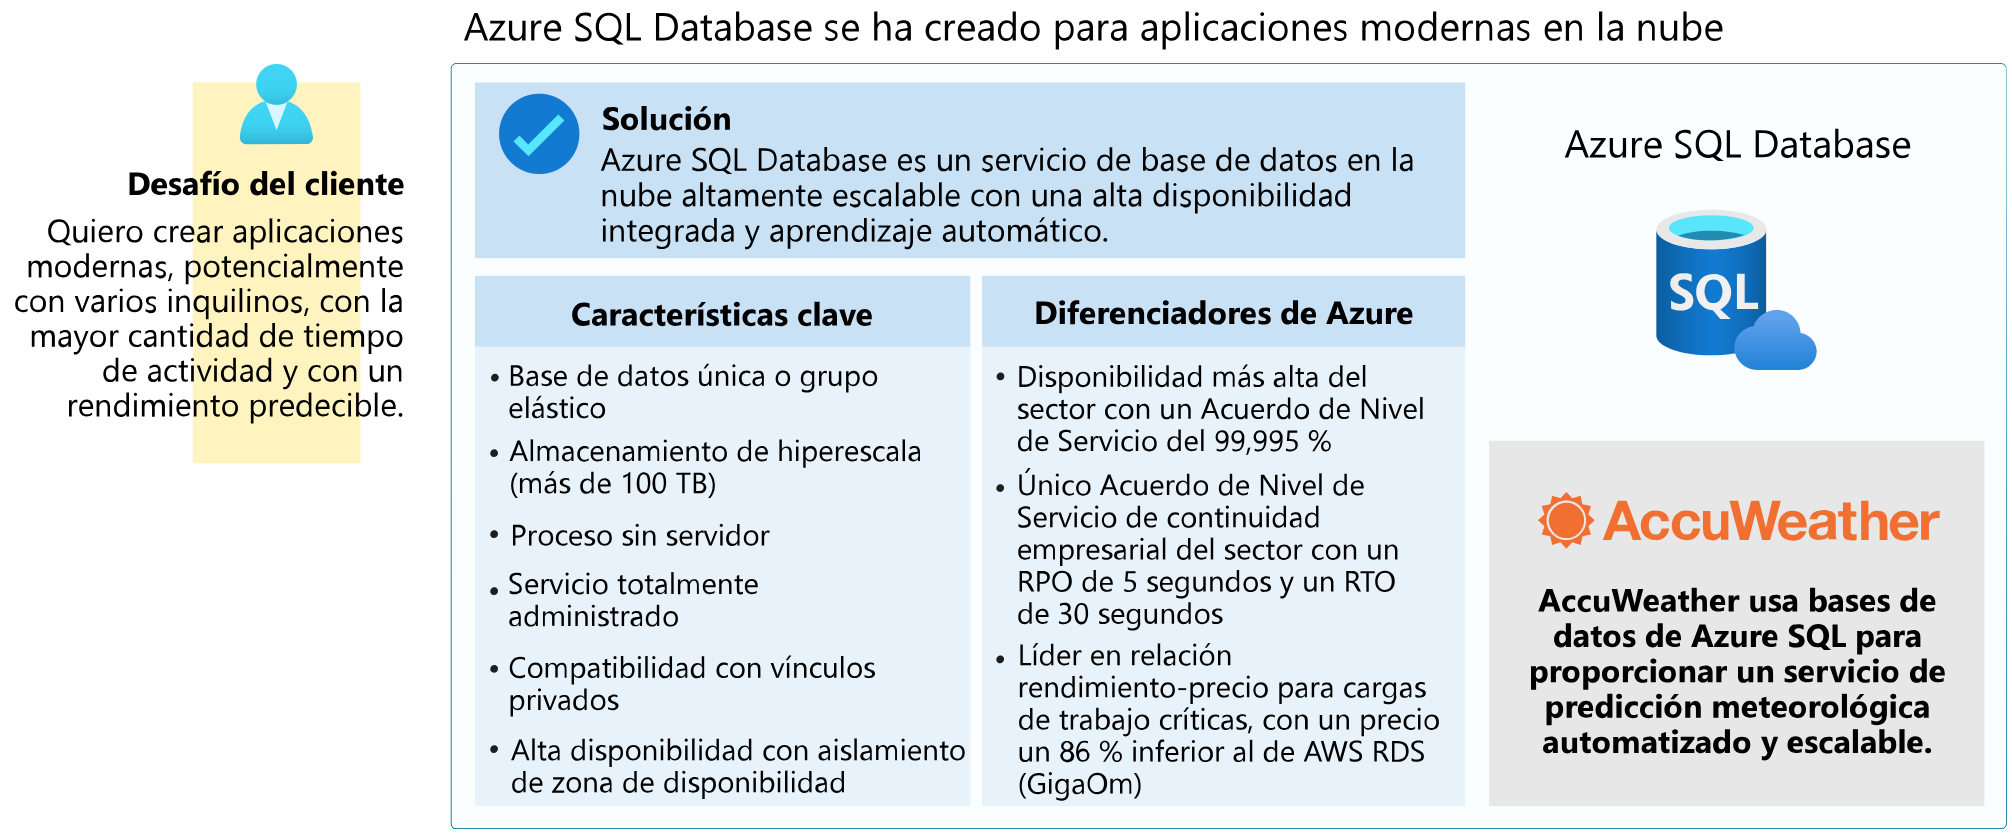 Azure SQL Database se ha creado para aplicaciones modernas en la nube
Desafío del cliente
Quiero crear aplicaciones
modernas, potencialmente
con varios inquilinos, con la
mayor cantidad de tiempo
de actividad y con un
rendimiento predecible.
Solución
Azure SQL Database es un servicio de base de datos en la
nube altamente escalable con una alta disponibilidad
integrada y aprendizaje automático.
Características clave
• Base de datos única o grupo
elástico
• Almacenamiento de hiperescala
(más de 100 TB)
• Proceso sin servidor
• Servicio totalmente
administrado
• Compatibilidad con vínculos
privados
• Alta disponibilidad con aislamiento
de zona de disponibilidad
Diferenciadores de Azure
• Disponibilidad más alta del
sector con un Acuerdo de Nivel
de Servicio del 99,995 %
• Único Acuerdo de Nivel de
Servicio de continuidad
empresarial del sector con un
RPO de 5 segundos y un RTO
de 30 segundos
• Líder en relación
rendimiento-precio para cargas
de trabajo críticas, con un precio
un 86 % inferior al de AWS RDS
(GigaOm)
Azure SQL Database
SQL
AccuWeather
AccuWeather usa bases de
datos de Azure SQL para
proporcionar un servicio de
predicción meteorológica
automatizado y escalable.